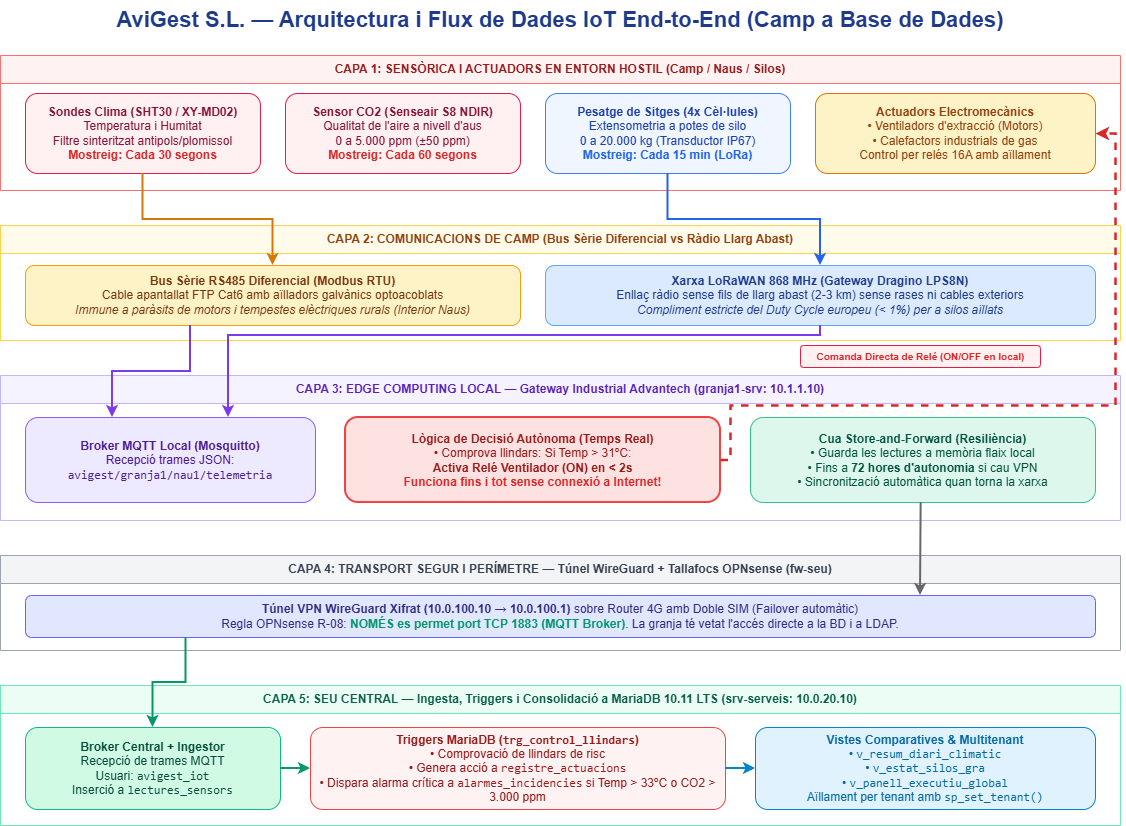 AviGest S.L. — Arquitectura i Flux de Dades IoT End-to-End (Camp a Base de Dades)
CAPA 1: SENSÒRICA I ACTUADORS EN ENTORN HOSTIL (Camp / Naus / Silos)
Sondes Clima (SHT30 / XY-MD02)
Temperatura i Humitat
Filtre sinteritzat antipols/plomissol
Mostreig: Cada 30 segons
Sensor CO2 (Senseair S8 NDIR)
Qualitat de l'aire a nivell d'aus
0 a 5.000 ppm (±50 ppm)
Mostreig: Cada 60 segons
Pesatge de Sitges (4x Cèl·lules)
Extensometria a potes de silo
0 a 20.000 kg (Transductor IP67)
Mostreig: Cada 15 min (LoRa)
Actuadors Electromecànics
• Ventiladors d'extracció (Motors)
• Calefactors industrials de gas
Control per relés 16A amb aïllament
CAPA 2: COMUNICACIONS DE CAMP (Bus Sèrie Diferencial vs Ràdio Llarg Abast)
Bus Sèrie RS485 Diferencial (Modbus RTU)
Cable apantallat FTP Cat6 amb aïlladors galvànics optoacoblats
Immune a paràsits de motors i tempestes elèctriques rurals (Interior Naus)
Xarxa LoRaWAN 868 MHz (Gateway Dragino LPS8N)
Enllaç ràdio sense fils de llarg abast (2-3 km) sense rases ni cables exteriors
Compliment estricte del Duty Cycle europeu (< 1%) per a silos aïllats
Comanda Directa de Relé (ON/OFF en local)
CAPA 3: EDGE COMPUTING LOCAL — Gateway Industrial Advantech (granja1-srv: 10.1.1.10)
Broker MQTT Local (Mosquitto)
Recepció trames JSON:
avigest/granja1/nau1/telemetria
Lògica de Decisió Autònoma (Temps Real)
• Comprova llindars: Si Temp > 31ºC:
Activa Relé Ventilador (ON) en < 2s
Funciona fins i tot sense connexió a Internet!
Cua Store-and-Forward (Resiliència)
• Guarda les lectures a memòria flaix local
• Fins a 72 hores d'autonomia si cau VPN
• Sincronització automàtica quan torna la xarxa
CAPA 4: TRANSPORT SEGUR I PERÍMETRE — Túnel WireGuard + Tallafocs OPNsense (fw-seu)
Túnel VPN WireGuard Xifrat (10.0.100.10 → 10.0.100.1) sobre Router 4G amb Doble SIM (Failover automàtic)
Regla OPNsense R-08: NOMÉS es permet port TCP 1883 (MQTT Broker). La granja té vetat l'accés directe a la BD i a LDAP.
CAPA 5: SEU CENTRAL — Ingesta, Triggers i Consolidació a MariaDB 10.11 LTS (srv-serveis: 10.0.20.10)
Broker Central + Ingestor
Recepció de trames MQTT
Usuari: avigest_iot
Inserció a lectures_sensors
Triggers MariaDB (trg_control_llindars)
• Comprovació de llindars de risc
• Genera acció a registre_actuacions
• Dispara alarma crítica a alarmes_incidencies si Temp > 33ºC o CO2 >
3.000 ppm
Vistes Comparatives & Multitenant
• v_resum_diari_climatic
• v_estat_silos_gra
• v_panell_executiu_global
Aïllament per tenant amb sp_set_tenant()